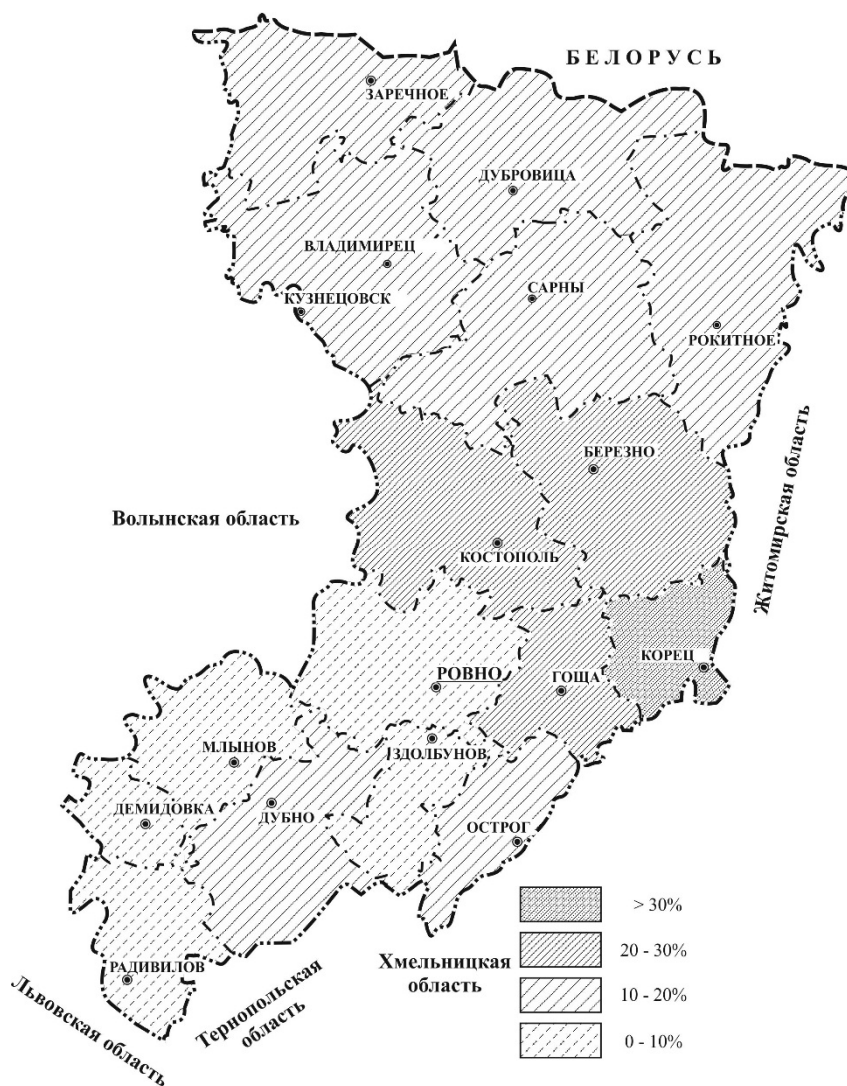 БЕЛОРУСЬ
ЗАРЕЧНОЕ
ДУБРОВИЦА
ВЛАДИМИРЕЦ
КУЗНЕЦОВСК
САРНЫ
РОКИТНОЕ
БЕРЕЗНО
Волынская область
КОСТОПОЛЬ
Житомирская область
КОРЕЦ
РОВНО
ГОЩА
МЛЫНОВ
ЗДОЛБУНОВ
ДЕМИДОВКА
ДУБНО
ОСТРОГ
> 30%
20 - 30%
10 - 20%
0 - 10%
РАДИВИЛОВ
Хмельницкая
область
Тернопольская
область
Львовская область